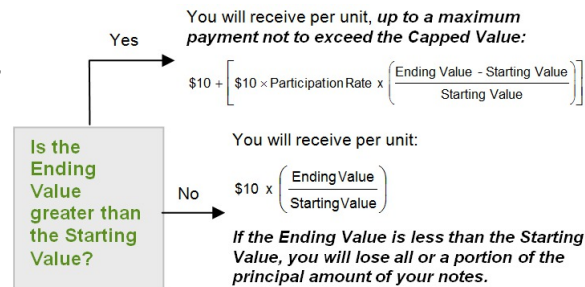 You will receive per unit, up to a maximum
payment not to exceed the Capped Value:
Yes
$10 + [ $10 × Participation Rate x ( Ending Value - Starting Value / Starting Value ) ]
Is the
Ending
Value
greater than
the Starting
Value?
No
You will receive per unit:
$10 x ( Ending Value / Starting Value )
If the Ending Value is less than the Starting
Value, you will lose all or a portion of the
principal amount of your notes.